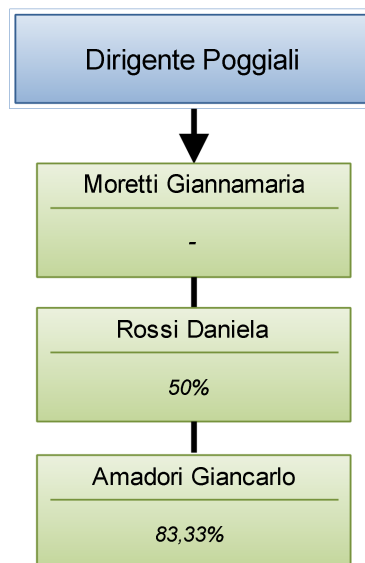 Dirigente Poggiali
Moretti Giannamaria
-
Rossi Daniela
50%
Amadori Giancarlo
83,33%